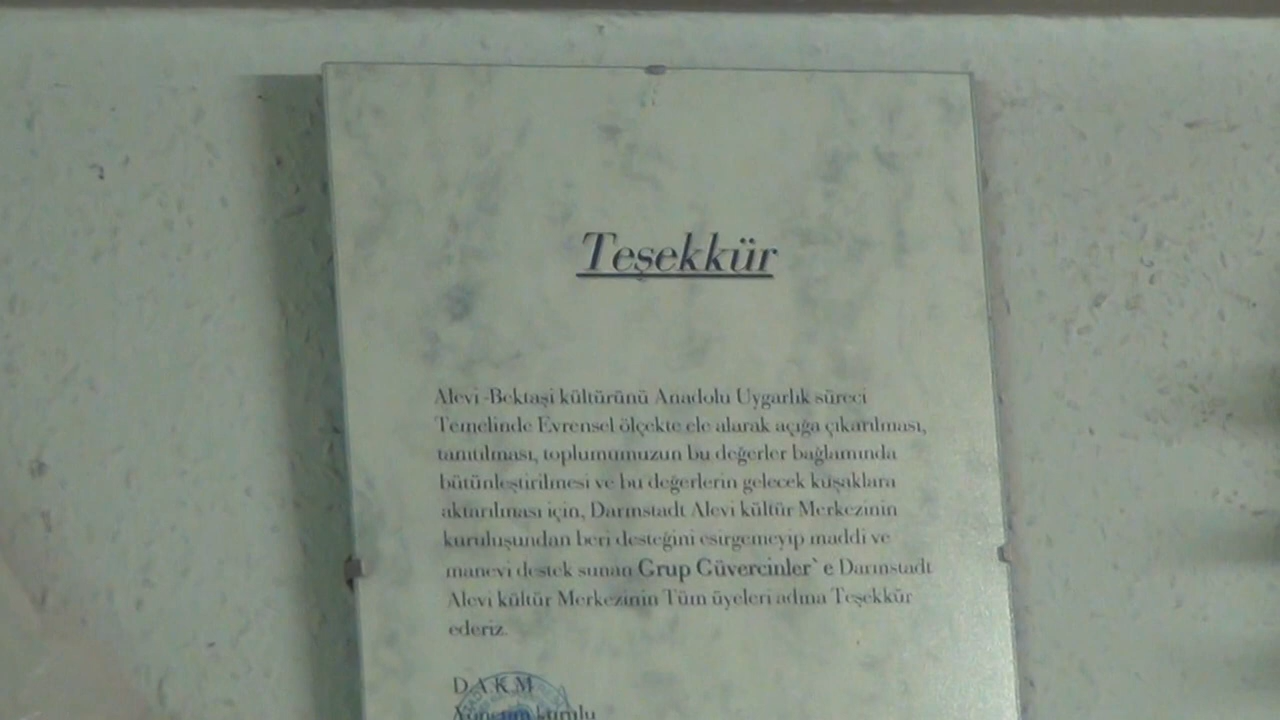 Teşekkür
Alevi -Bektaşi kültürünü Anadolu Uygarlık süreci
Temelinde Evrensel ölçekte ele alarak açığa çıkarılması,
tanıtılması, toplumumuzun bu değerler bağlamında
bütünleştirilmesi ve bu değerlerin gelecek kuşaklara
aktarılması için, Darmstadt Alevi kültür Merkezinin
kuruluşundan beri desteğini esirgemeyip maddi ve
manevi destek sunan Grup Güvercinler` e Darmstadt
Alevi kültür Merkezinin Tüm üyeleri adına Teşekkür
ederiz.
D A K M
Yönetim kurulu